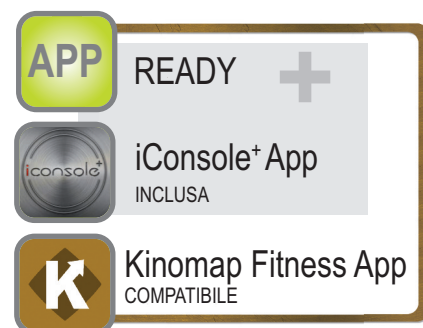 APP
READY
iconsole+
iConsole+ App
INCLUSA
K
Kinomap Fitness App
COMPATIBILE